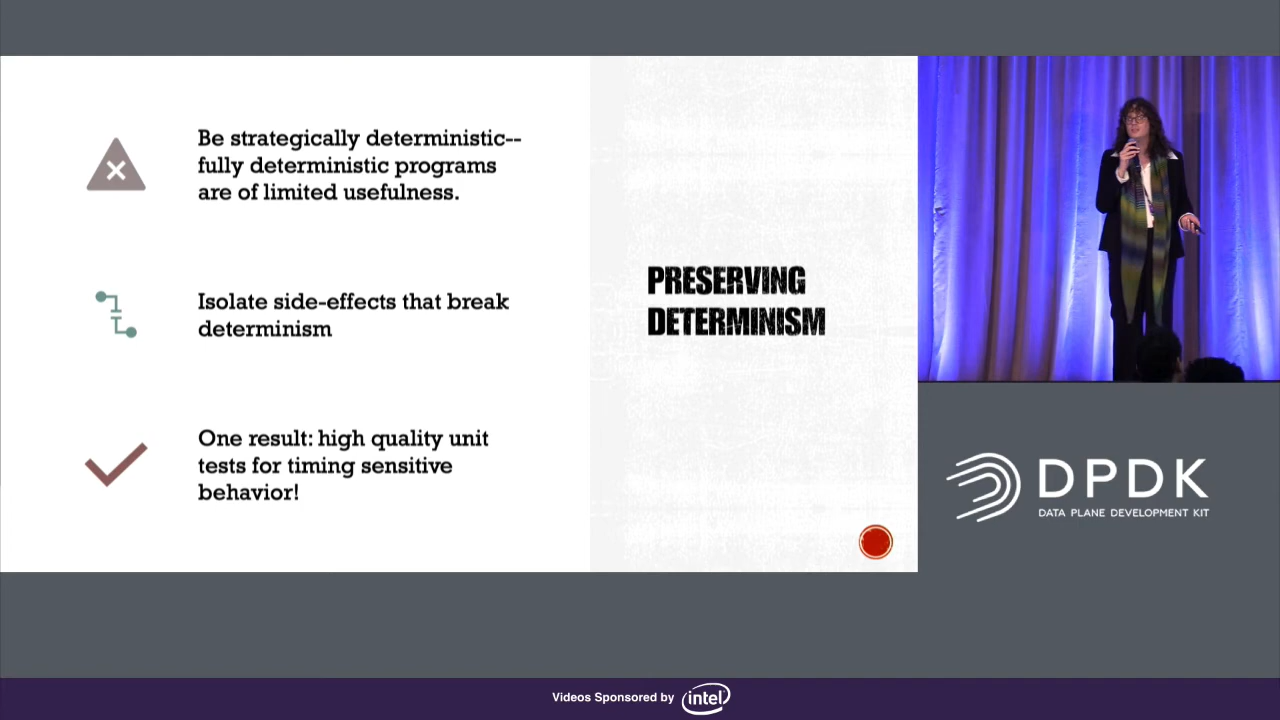 Be strategically deterministic--
fully deterministic programs
are of limited usefulness.
Isolate side-effects that break
determinism
One result: high quality unit
tests for timing sensitive
behavior!
PRESERVING
DETERMINISM
DPDK
DATA PLANE DEVELOPMENT KIT
Videos Sponsored by intel